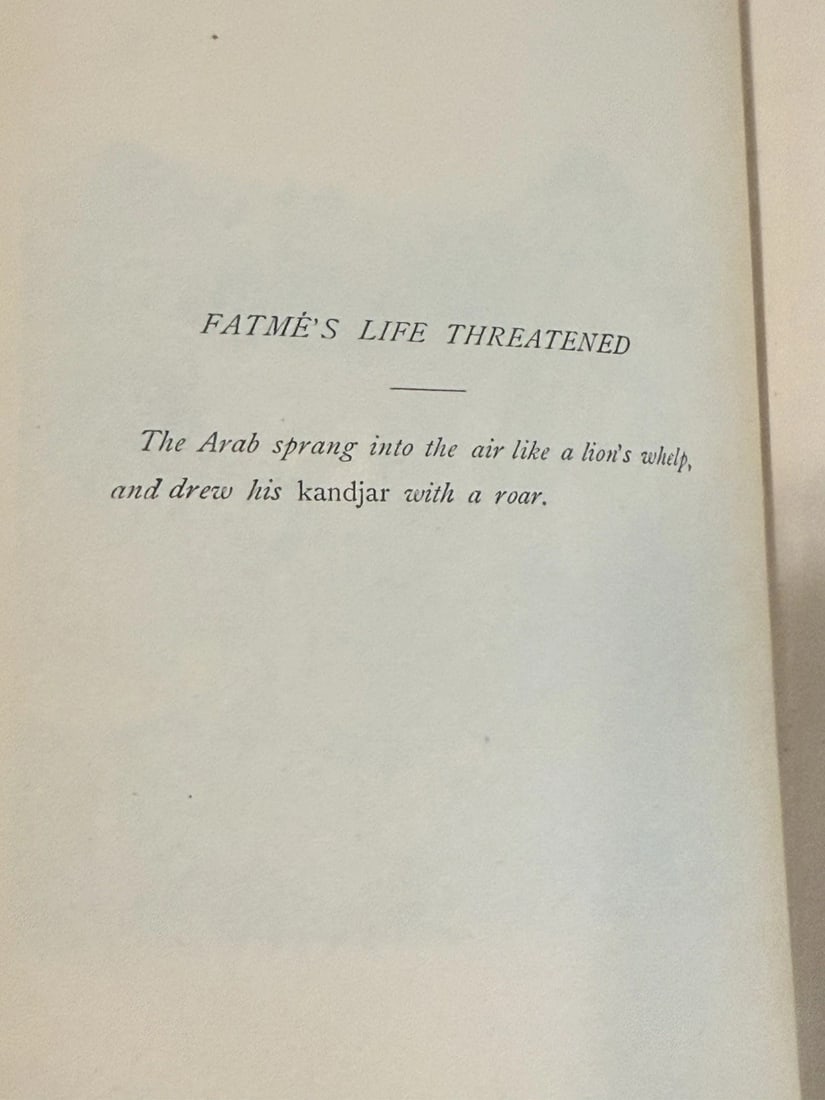 FATMÉ'S LIFE THREATENED
The Arab sprang into the air like a lion's whelp,
and drew his kandjar with a roar.